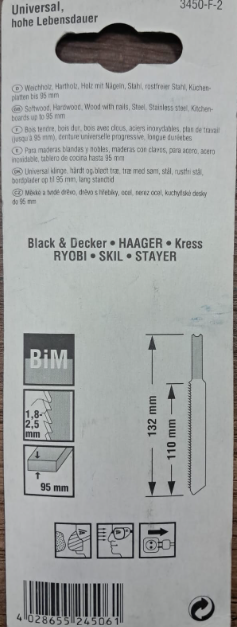 Universal,
hohe Lebensdauer
3450-F-2
Weichholz, Hartholz, Holz mit Nägeln, Stahl, rostfreier Stahl, Küchen-
platten bis 95 mm
Softwood, Hardwood, Wood with nails, Steel, Stainless steel, Kitchen-
boards up to 95 mm
Bois tendre, bois dur, bois avec clous, aciers inoxydables, plan de travail
(jusqu'à 95 mm), denture universelle progressive, longue
Para maderas blandas y nobles, maderas con clavos, para acero, acero
inoxidable, tablero de cocina hasta 95 mm
Universal klinge, hårdt og blødt træ, træ med søm, stål, rustfri stål,
bordplader op til 95 mm, lang standtid
Měkké a tvrdé dřevo, dřevo s hřebíky, ocel, nerez ocel, kuchyňské desky
do 95 mm
Black & Decker • HAAGER • Kress
RYOBI • SKIL • STAYER
BiM
1,8-
2,5
mm
95 mm
132 mm
110 mm
4 028655 245061